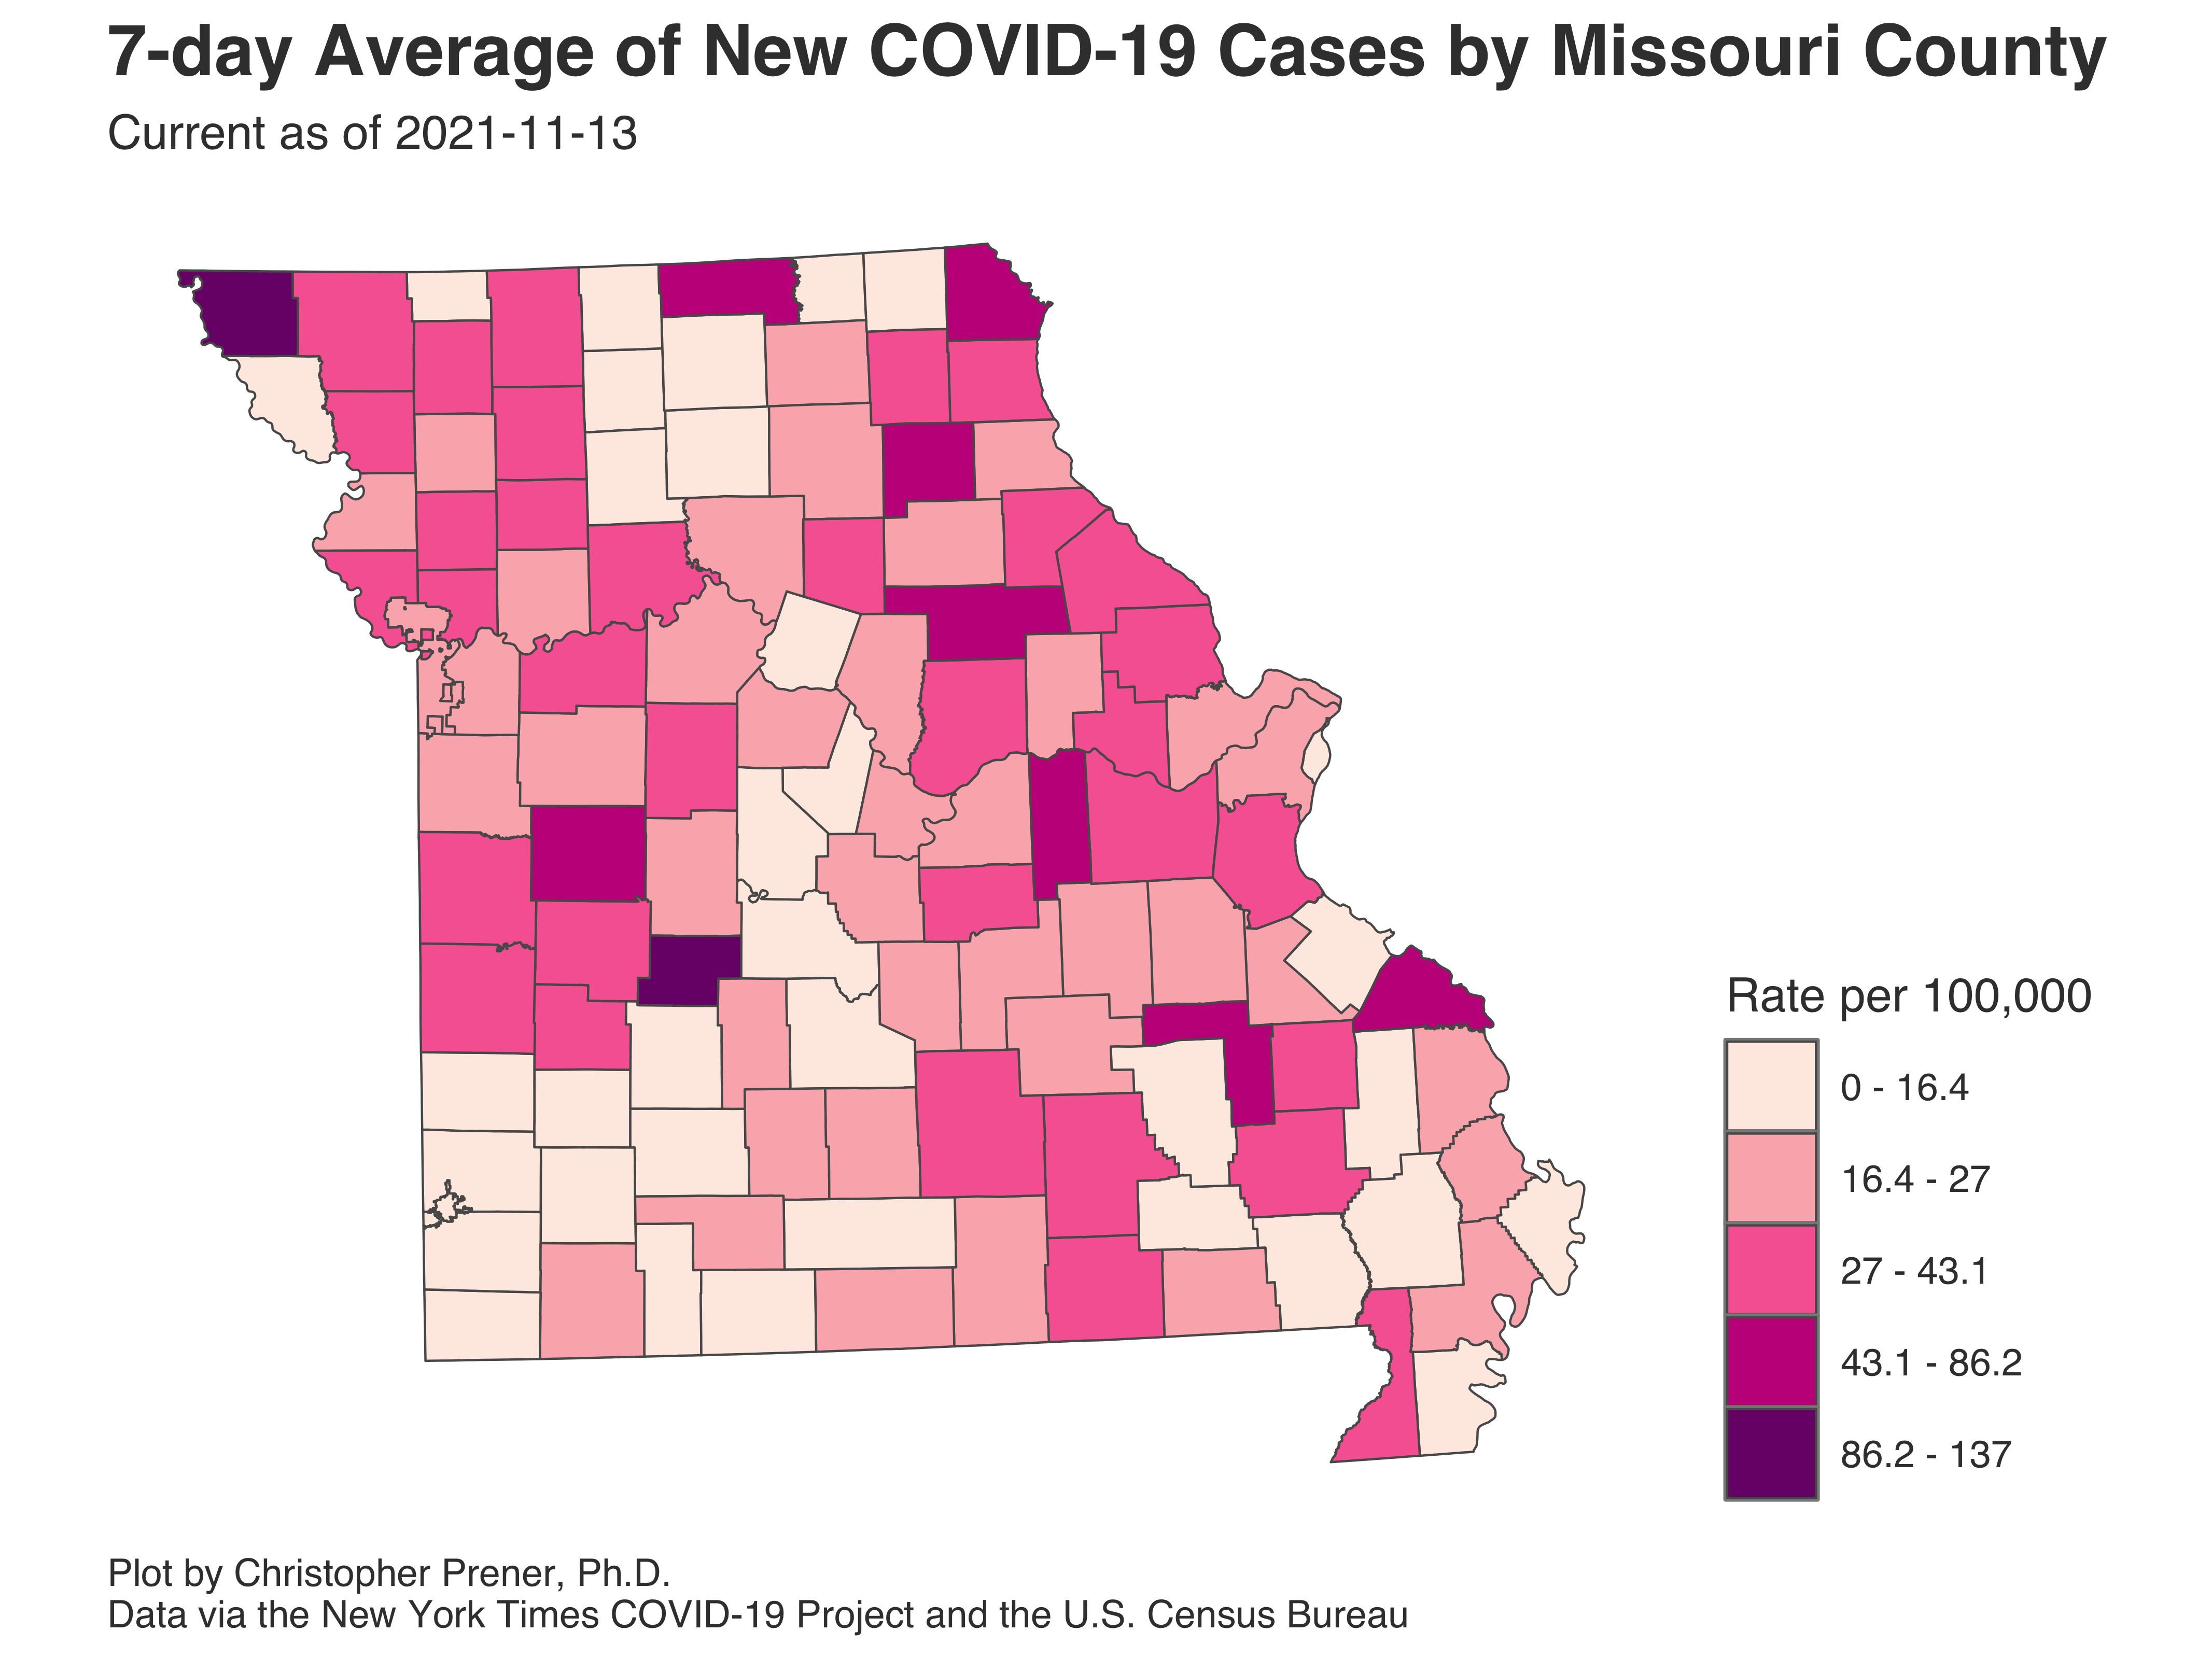 7-day Average of New COVID-19 Cases by Missouri County
Current as of 2021-11-13
Rate per 100,000
0 - 16.4
16.4 - 27
27 - 43.1
43.1 - 86.2
86.2 - 137
Plot by Christopher Prener, Ph.D.
Data via the New York Times COVID-19 Project and the U.S. Census Bureau